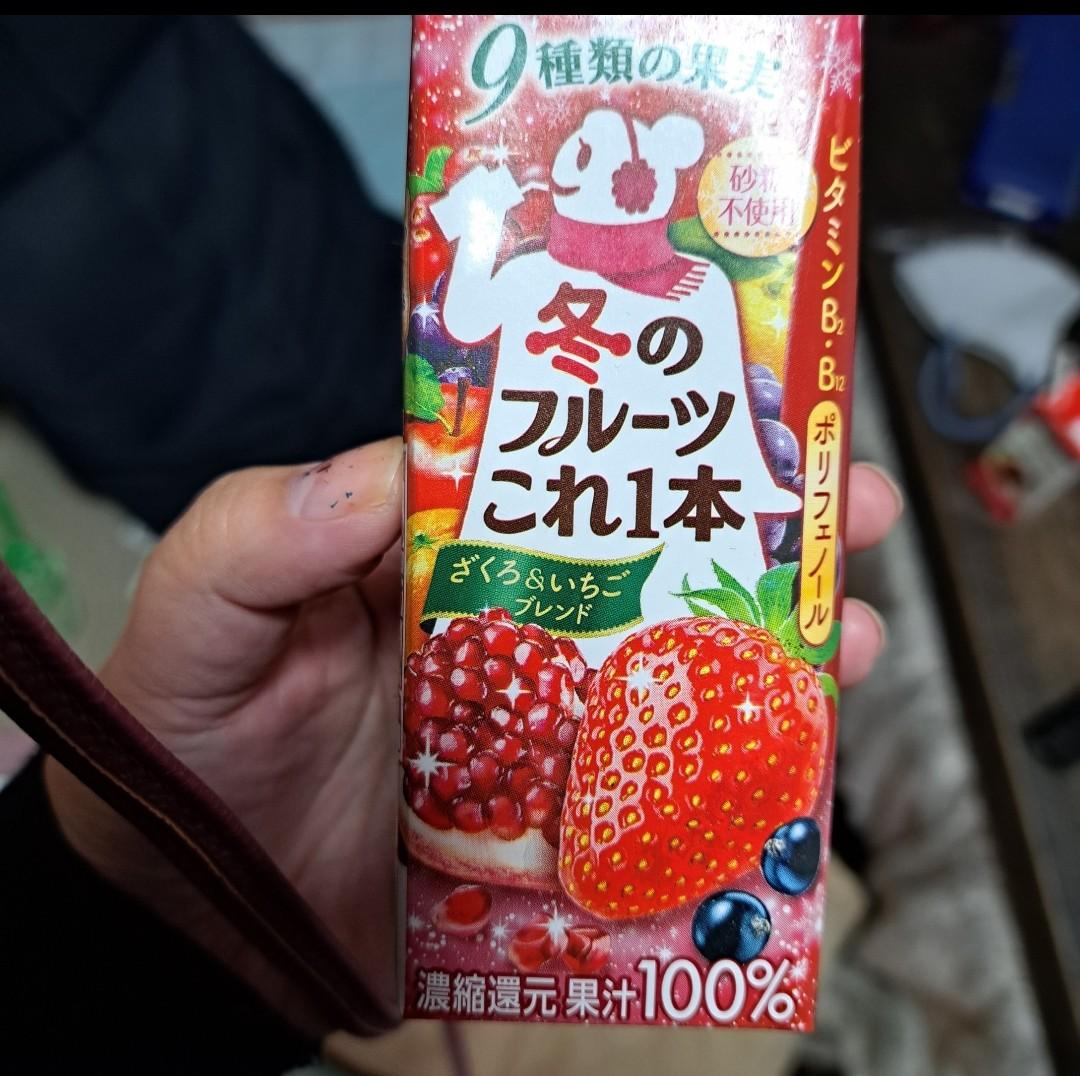 9種類の果実
砂糖
不使用
冬の
フルーツ
これ1本
ざくろ&いちご
ブレンド
ビタミンB2・B12
ポリフェノール
濃縮還元 果汁100%